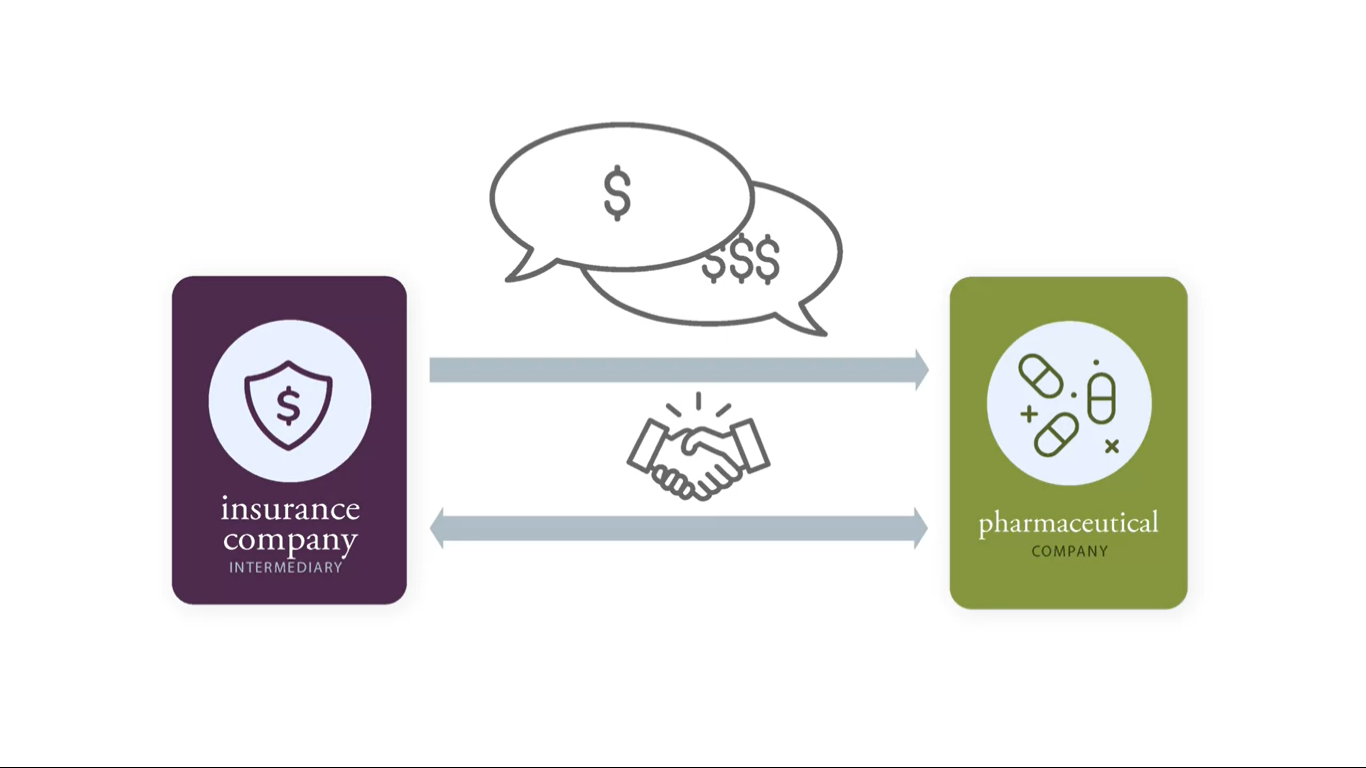 $
$$$
$
insurance
company
INTERMEDIARY
pharmaceutical
COMPANY